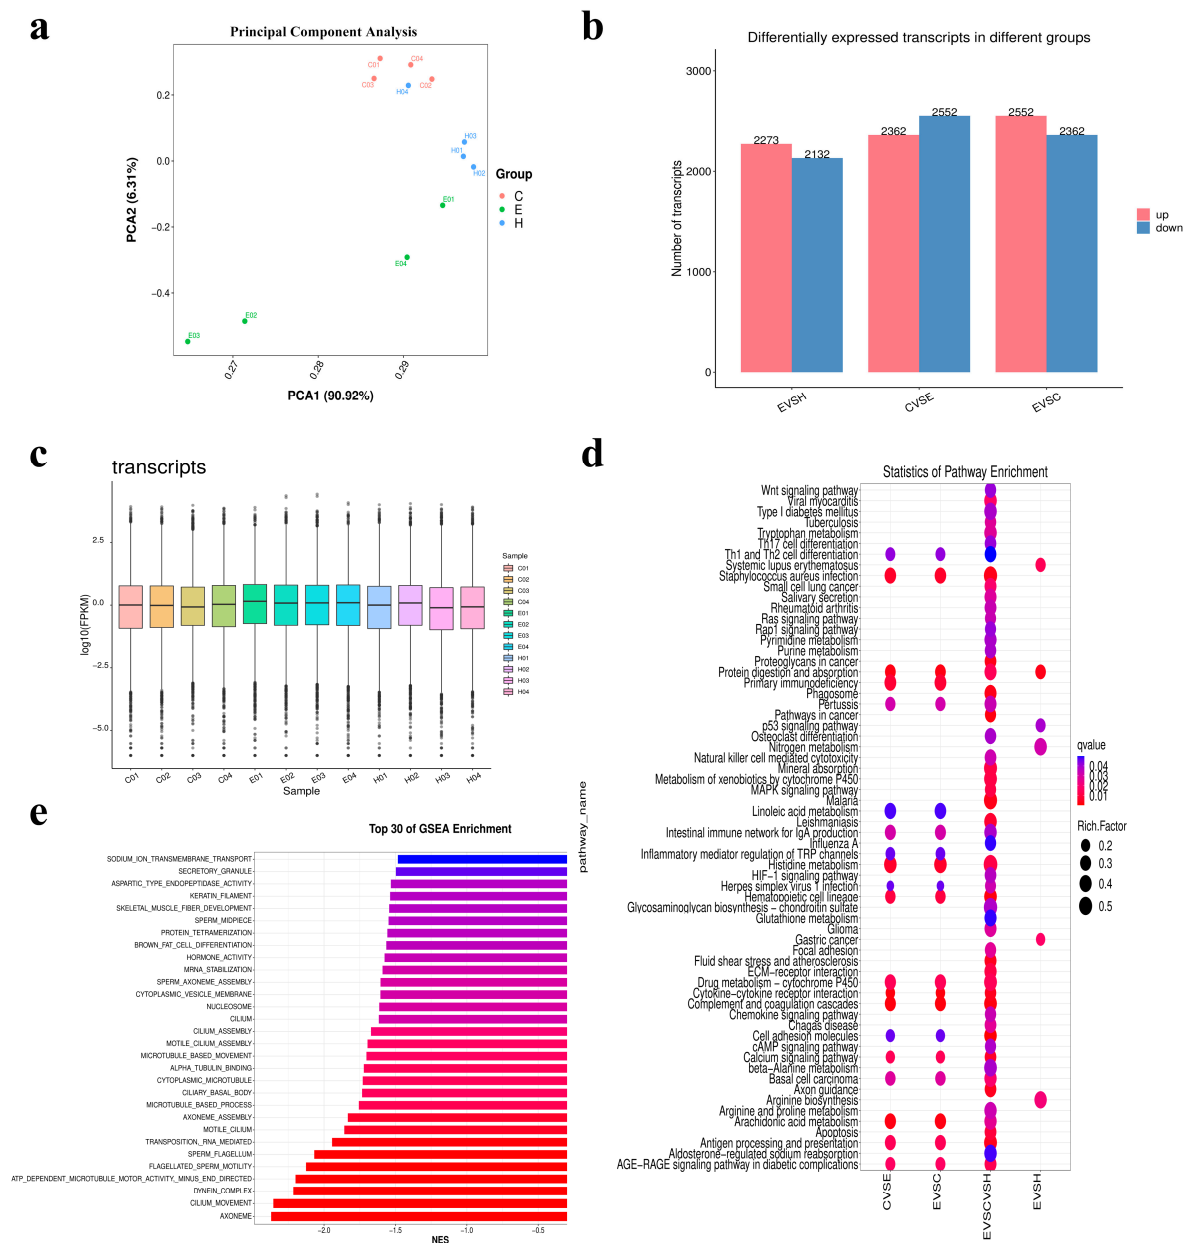 a
Principal Component Analysis
C01
C04
C03
C02
H04
H03
H01
H02
E01
E04
E02
E03
0.2
0.0
−0.2
−0.4
PCA2 (6.31%)
0.27
0.28
0.29
PCA1 (90.92%)
Group
C
E
H
b
Differentially expressed transcripts in different groups
3000
2000
1000
0
Number of transcripts
2273
2132
2362
2552
2552
2362
EVSH
CVSE
EVSC
up
down
c
transcripts
2.5
0.0
−2.5
−5.0
log10(FPKM)
C01
C02
C03
C04
E01
E02
E03
E04
H01
H02
H03
H04
Sample
Sample
C01
C02
C03
C04
E01
E02
E03
E04
H01
H02
H03
H04
d
Statistics of Pathway Enrichment
Wnt signaling pathway
Viral myocarditis
Type I diabetes mellitus
Tuberculosis
Tryptophan metabolism
Th17 cell differentiation
Th1 and Th2 cell differentiation
Systemic lupus erythematosus
Staphylococcus aureus infection
Small cell lung cancer
Salivary secretion
Rheumatoid arthritis
Ras signaling pathway
Rap1 signaling pathway
Pyrimidine metabolism
Purine metabolism
Proteoglycans in cancer
Protein digestion and absorption
Primary immunodeficiency
Phagosome
Pertussis
Pathways in cancer
p53 signaling pathway
Osteoclast differentiation
Nitrogen metabolism
Natural killer cell mediated cytotoxicity
Mineral absorption
Metabolism of xenobiotics by cytochrome P450
MAPK signaling pathway
Malaria
Linoleic acid metabolism
Leishmaniasis
Intestinal immune network for IgA production
Influenza A
Inflammatory mediator regulation of TRP channels
Histidine metabolism
HIF−1 signaling pathway
Herpes simplex virus 1 infection
Hematopoietic cell lineage
Glycosaminoglycan biosynthesis − chondroitin sulfate
Glutathione metabolism
Glioma
Gastric cancer
Focal adhesion
Fluid shear stress and atherosclerosis
ECM−receptor interaction
Drug metabolism − cytochrome P450
Cytokine−cytokine receptor interaction
Complement and coagulation cascades
Chemokine signaling pathway
Chagas disease
Cell adhesion molecules
cAMP signaling pathway
Calcium signaling pathway
beta−Alanine metabolism
Basal cell carcinoma
Axon guidance
Arginine biosynthesis
Arginine and proline metabolism
Arachidonic acid metabolism
Apoptosis
Antigen processing and presentation
Aldosterone−regulated sodium reabsorption
AGE−RAGE signaling pathway in diabetic complications
pathway_name
CVSE
EVSC
EVSCVSH
EVSH
qvalue
0.04
0.03
0.02
0.01
Rich.Factor
0.2
0.3
0.4
0.5
e
Top 30 of GSEA Enrichment
SODIUM_ION_TRANSMEMBRANE_TRANSPORT
SECRETORY_GRANULE
ASPARTIC_TYPE_ENDOPEPTIDASE_ACTIVITY
KERATIN_FILAMENT
SKELETAL_MUSCLE_FIBER_DEVELOPMENT
SPERM_MIDPIECE
PROTEIN_TETRAMERIZATION
BROWN_FAT_CELL_DIFFERENTIATION
HORMONE_ACTIVITY
MRNA_STABILIZATION
SPERM_AXONEME_ASSEMBLY
CYTOPLASMIC_VESICLE_MEMBRANE
NUCLEOSOME
CILIUM
CILIUM_ASSEMBLY
MOTILE_CILIUM_ASSEMBLY
MICROTUBULE_BASED_MOVEMENT
ALPHA_TUBULIN_BINDING
CYTOPLASMIC_MICROTUBULE
CILIARY_BASAL_BODY
MICROTUBULE_BASED_PROCESS
AXONEME_ASSEMBLY
MOTILE_CILIUM
TRANSPOSITION_RNA_MEDIATED
SPERM_FLAGELLUM
FLAGELLATED_SPERM_MOTILITY
ATP_DEPENDENT_MICROTUBULE_MOTOR_ACTIVITY_MINUS_END_DIRECTED
DYNEIN_COMPLEX
CILIUM_MOVEMENT
AXONEME
−2.0
−1.5
−1.0
−0.5
NES